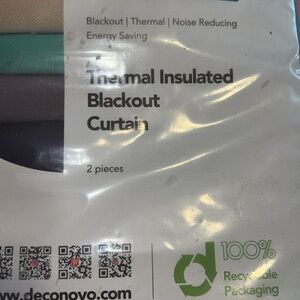 Blackout | Thermal | Noise Reducing
Energy Saving
Thermal Insulated
Blackout
Curtain
2 pieces
100%
Recyclable
Packaging
www.deconovo.com